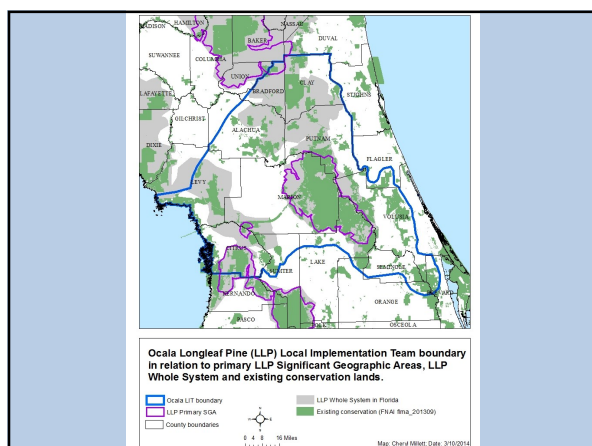 NASSAU
HAMILTON
MADISON
BAKER
DUVAL
SUWANNEE
COLUMBIA
UNION
CLAY
BRADFORD
LAFAYETTE
ST JOHNS
GILCHRIST
ALACHUA
PUTNAM
DIXIE
FLAGLER
LEVY
MARION
VOLUSIA
CITRUS
LAKE
SUMTER
SEMINOLE
HERNANDO
BREVARD
ORANGE
PASCO
POLK
OSCEOLA
Ocala Longleaf Pine (LLP) Local Implementation Team boundary
in relation to primary LLP Significant Geographic Areas, LLP
Whole System and existing conservation lands.
Ocala LIT boundary
LLP Primary SGA
County boundaries
LLP Whole System in Florida
Existing conservation (FNAI flma_201309)
N
W E
S
0 4 8 16 Miles
Map: Cheryl Millett; Date: 3/10/2014